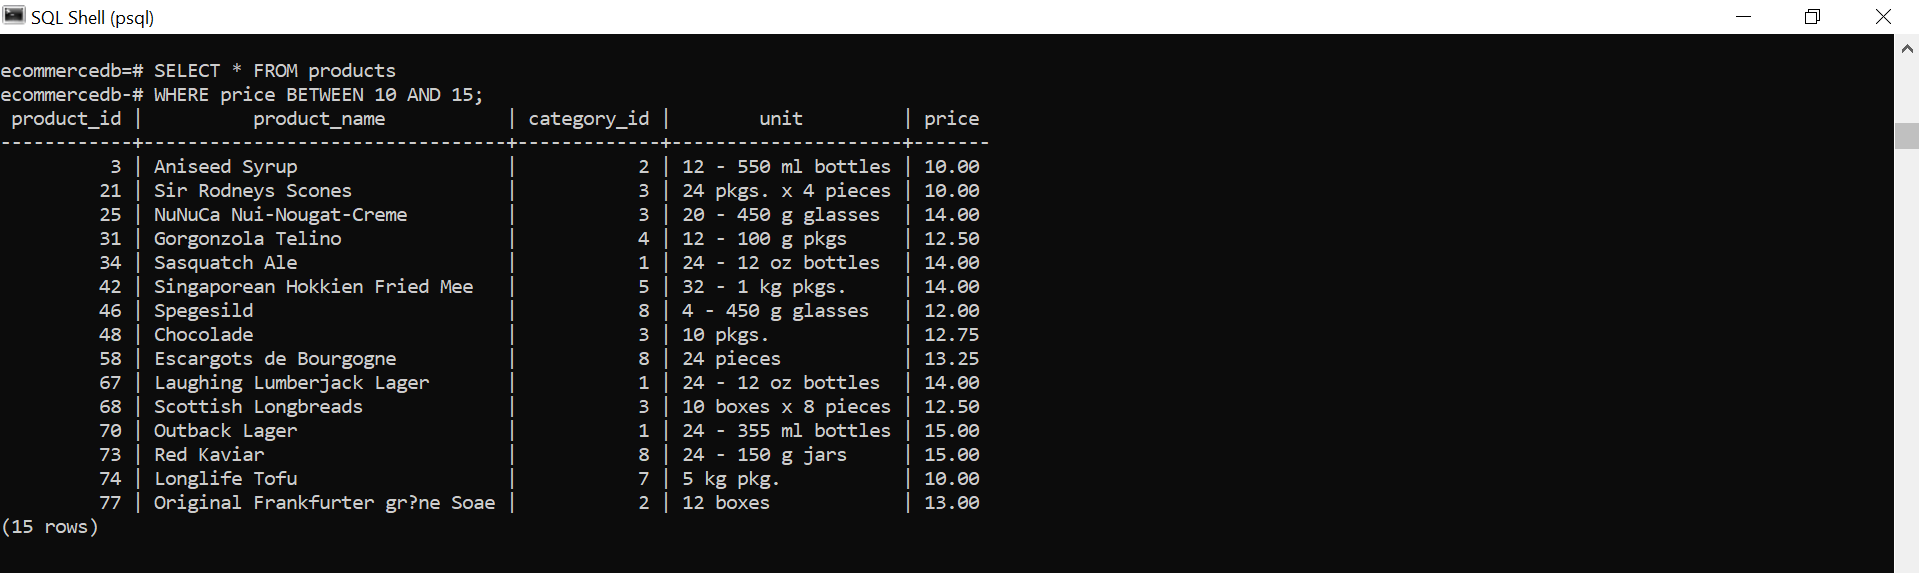 SQL Shell (psql)
ecommercedb=# SELECT * FROM products
ecommercedb-# WHERE price BETWEEN 10 AND 15;
 product_id |          product_name           | category_id |        unit         | price
------------+---------------------------------+-------------+---------------------+-------
          3 | Aniseed Syrup                   |           2 | 12 - 550 ml bottles | 10.00
         21 | Sir Rodneys Scones              |           3 | 24 pkgs. x 4 pieces | 10.00
         25 | NuNuCa Nui-Nougat-Creme         |           3 | 20 - 450 g glasses  | 14.00
         31 | Gorgonzola Telino               |           4 | 12 - 100 g pkgs     | 12.50
         34 | Sasquatch Ale                   |           1 | 24 - 12 oz bottles  | 14.00
         42 | Singaporean Hokkien Fried Mee   |           5 | 32 - 1 kg pkgs.     | 14.00
         46 | Spegesild                       |           8 | 4 - 450 g glasses   | 12.00
         48 | Chocolade                       |           3 | 10 pkgs.            | 12.75
         58 | Escargots de Bourgogne          |           8 | 24 pieces           | 13.25
         67 | Laughing Lumberjack Lager       |           1 | 24 - 12 oz bottles  | 14.00
         68 | Scottish Longbreads             |           3 | 10 boxes x 8 pieces | 12.50
         70 | Outback Lager                   |           1 | 24 - 355 ml bottles | 15.00
         73 | Red Kaviar                      |           8 | 24 - 150 g jars     | 15.00
         74 | Longlife Tofu                   |           7 | 5 kg pkg.           | 10.00
         77 | Original Frankfurter gr?ne Soae |           2 | 12 boxes            | 13.00
(15 rows)